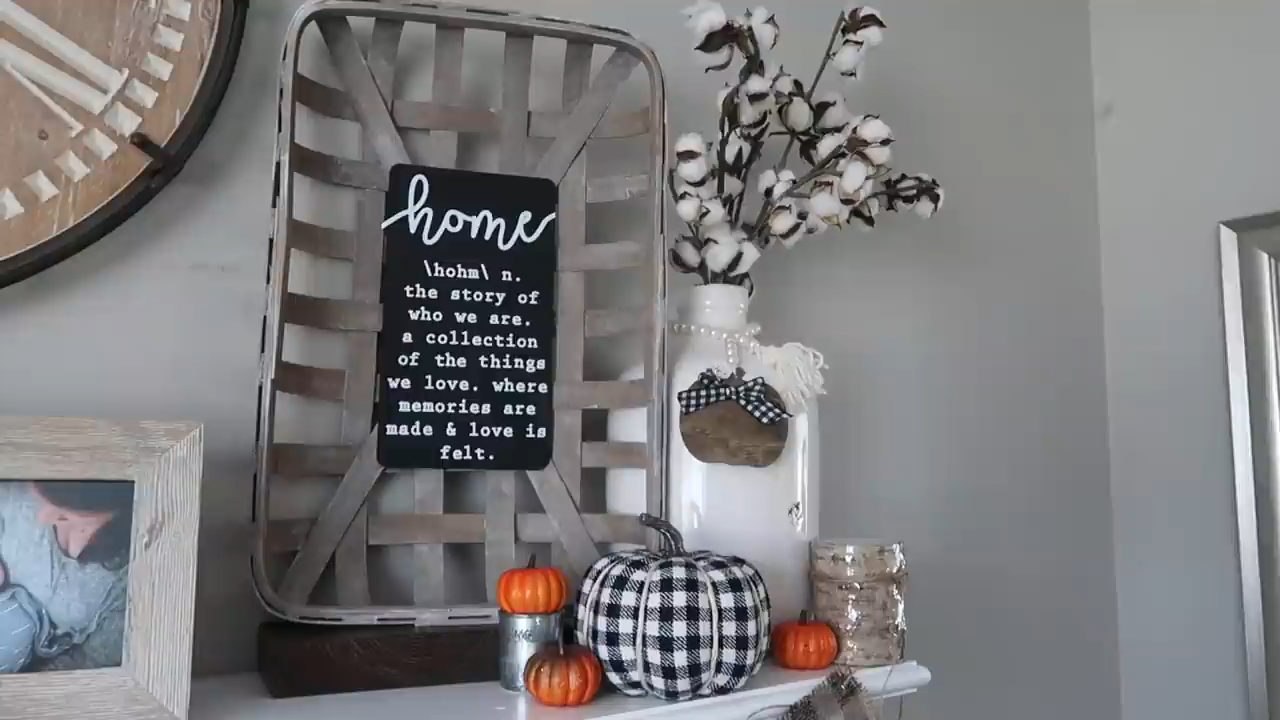 home
\hohm\ n.
the story of
who we are.
a collection
of the things
we love. where
memories are
made & love is
felt.